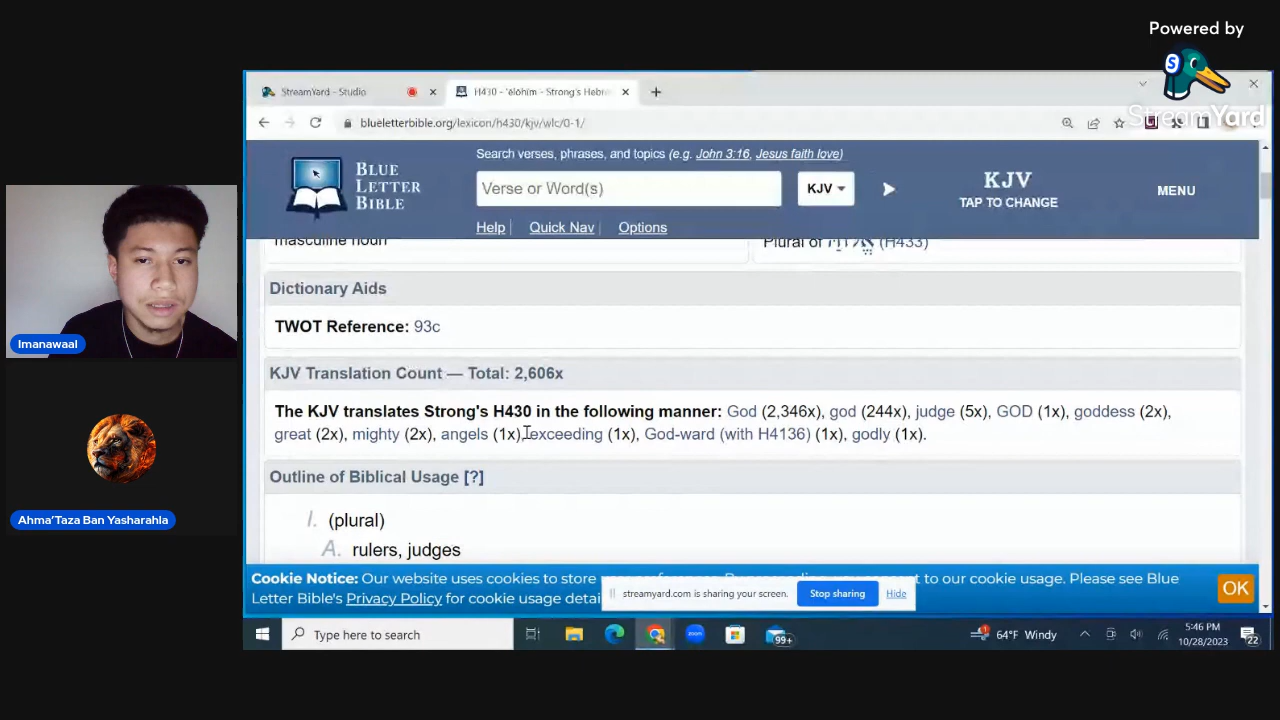 Powered by
StreamYard
StreamYard - Studio
H430 - 'ĕlōhîm - Strong's Hebre
blueletterbible.org/lexicon/h430/kjv/wlc/0-1/
BLUE
LETTER
BIBLE
Search verses, phrases, and topics (e.g. John 3:16, Jesus faith love)
Verse or Word(s)
KJV
KJV
TAP TO CHANGE
MENU
Help
Quick Nav
Options
masculine noun
Plural of (H433)
Dictionary Aids
TWOT Reference: 93c
KJV Translation Count — Total: 2,606x
The KJV translates Strong's H430 in the following manner: God (2,346x), god (244x), judge (5x), GOD (1x), goddess (2x),
great (2x), mighty (2x), angels (1x), exceeding (1x), God-ward (with H4136) (1x), godly (1x).
Outline of Biblical Usage [?]
I. (plural)
A. rulers, judges
Cookie Notice: Our website uses cookies to store to our cookie usage. Please see Blue
Letter Bible's Privacy Policy for cookie usage detai
streamyard.com is sharing your screen.
Stop sharing
Hide
OK
Imanawaal
Ahma'Taza Ban Yasharahla
Type here to search
99+
64°F Windy
5:46 PM
10/28/2023
22